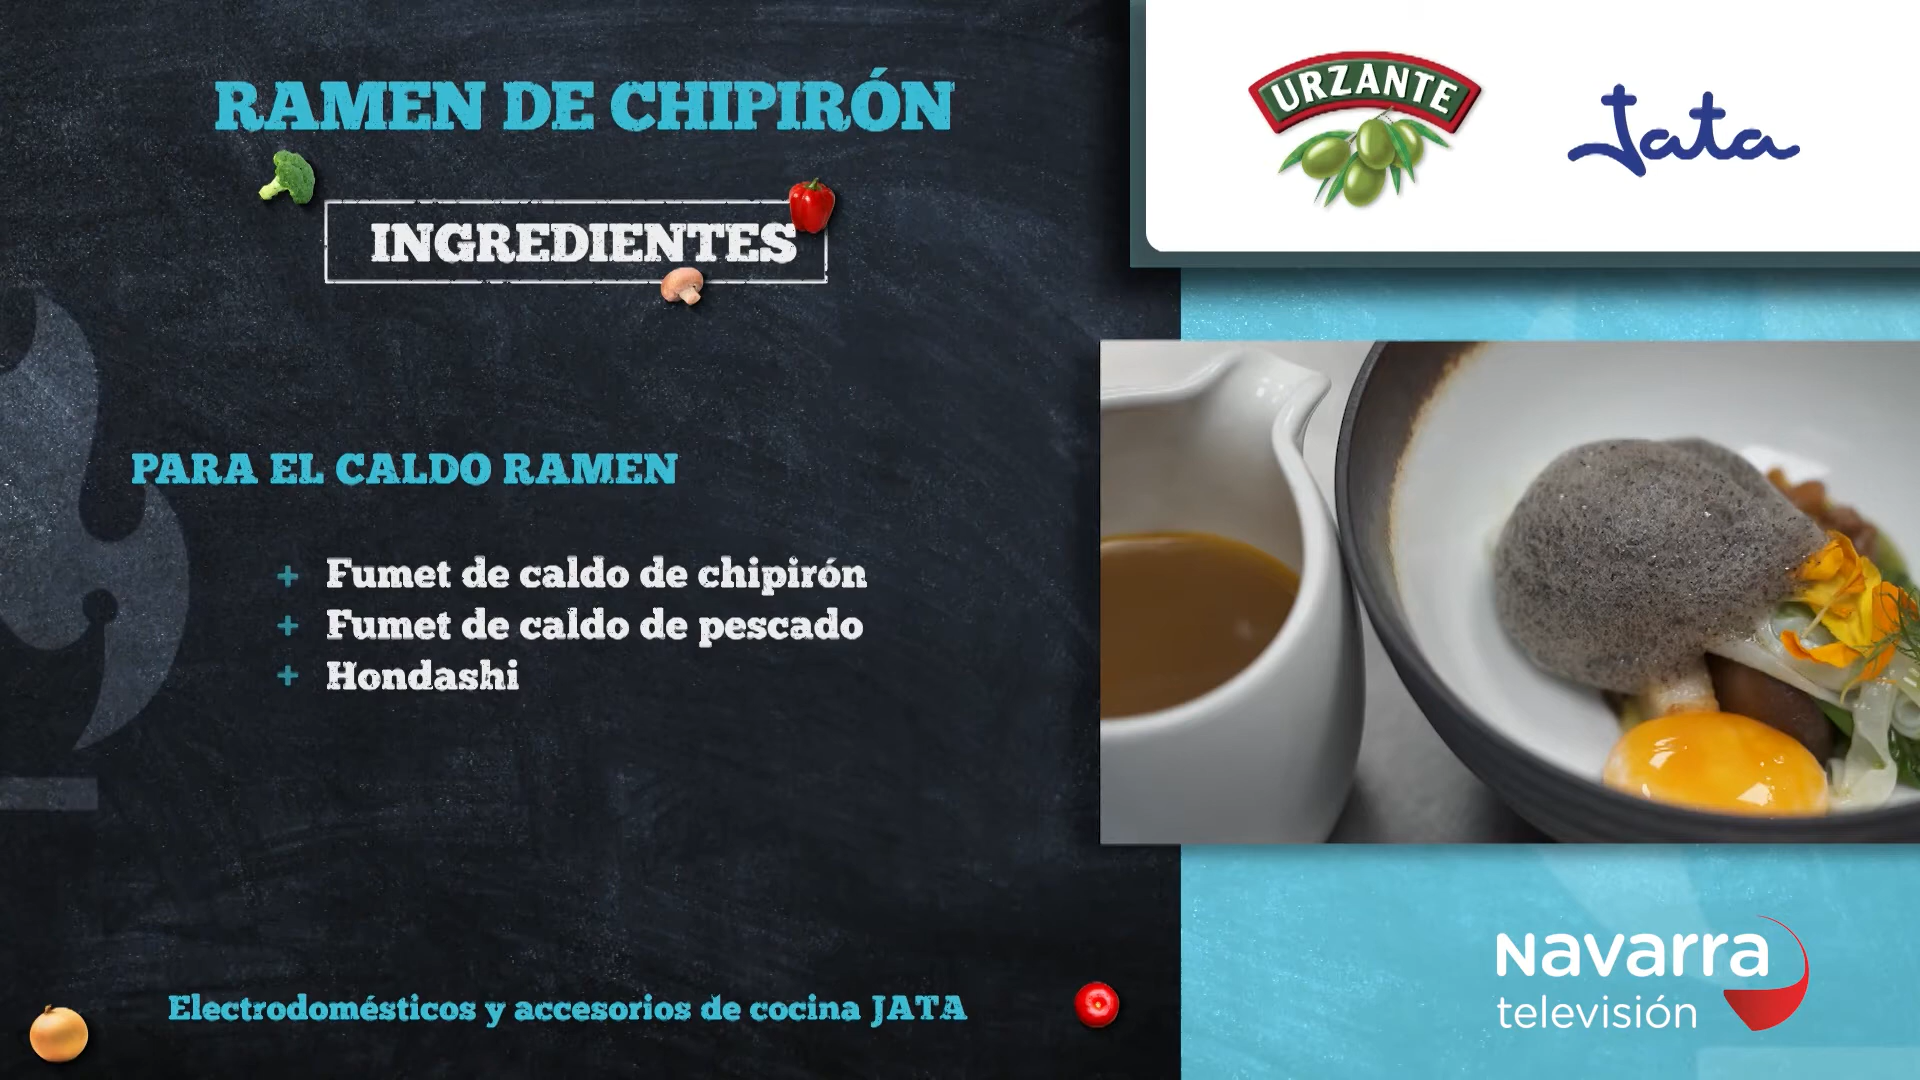 RAMEN DE CHIPIRÓN
INGREDIENTES
PARA EL CALDO RAMEN
+ Fumet de caldo de chipirón
+ Fumet de caldo de pescado
+ Hondashi
Electrodomésticos y accesorios de cocina JATA
URZANTE
Jata
Navarra
televisión